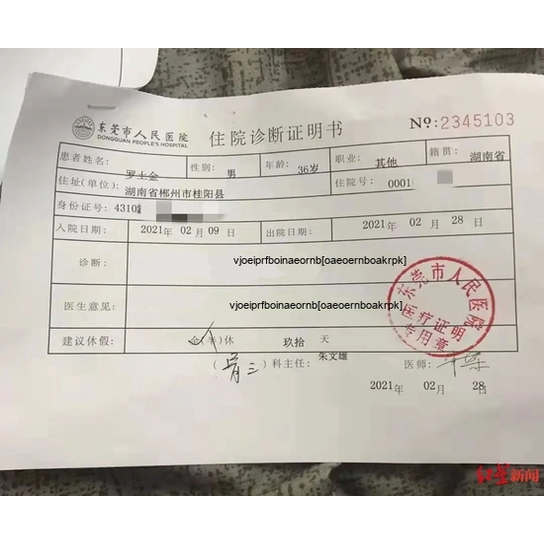 东莞市人民医院
DONGGUAN PEOPLE'S HOSPITAL
住院诊断证明书
No:2345103
患者姓名: 罗士金 性别: 男 年龄: 36岁 职业: 其他 籍贯: 湖南省
住址(单位): 湖南省郴州市桂阳县 住院号: 0001
身份证号: 4310
入院日期: 2021年 02月 09日 出院日期: 2021年 02月 28日
诊断: vjoeiprfboinaeornb[oaeoernboakrpk]
医生意见: vjoeiprfboinaeornb[oaeoernboakrpk]
东莞市人民医院
医疗证明
专用章
建议休假: 全(半)休 玖拾 天
(骨三)科主任: 朱文雄 医师:
2021年 02月 28日
红星新闻